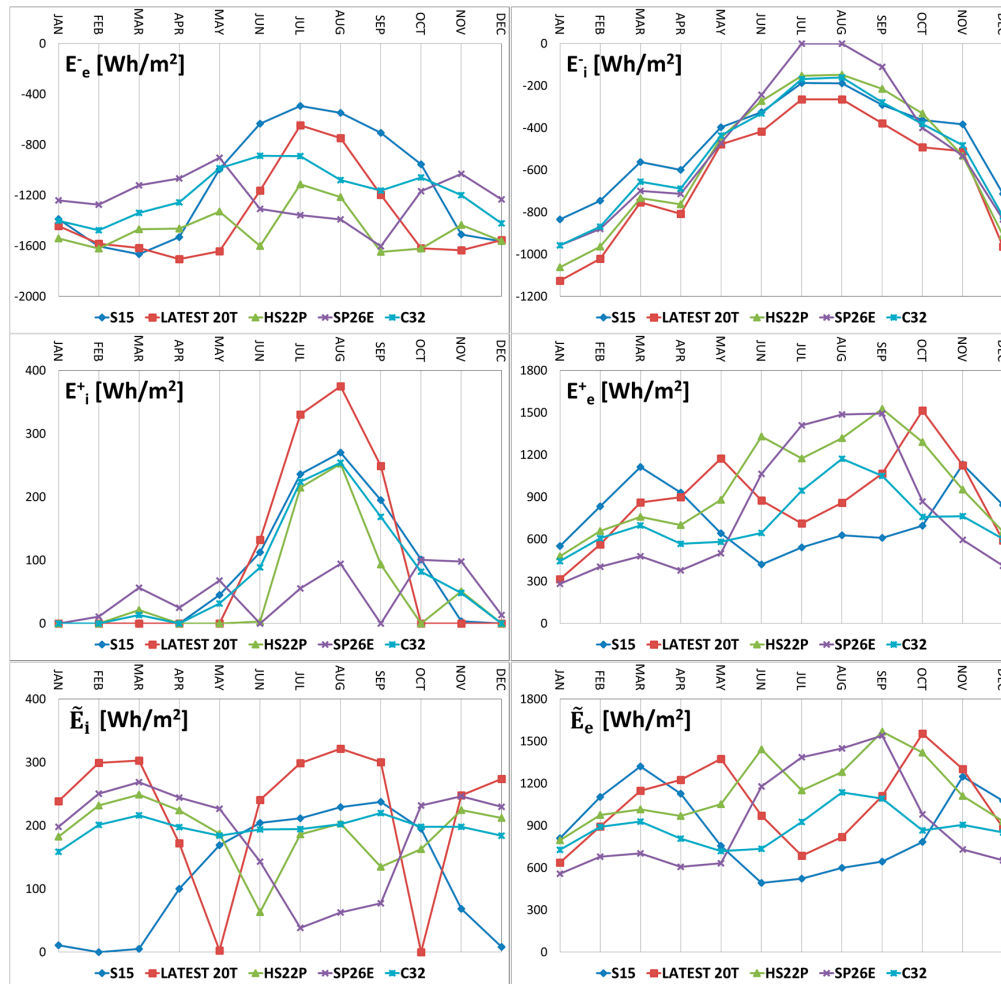 JAN FEB MAR APR MAY JUN JUL AUG SEP OCT NOV DEC
0
E⁻ₑ [Wh/m²]
-400
-800
-1200
-1600
-2000
S15 LATEST 20T HS22P SP26E C32
JAN FEB MAR APR MAY JUN JUL AUG SEP OCT NOV DE
0
E⁻ᵢ [Wh/m²]
-200
-400
-600
-800
-1000
-1200
S15 LATEST 20T HS22P SP26E C32
JAN FEB MAR APR MAY JUN JUL AUG SEP OCT NOV DEC
400
E⁺ᵢ [Wh/m²]
300
200
100
0
S15 LATEST 20T HS22P SP26E C32
JAN FEB MAR APR MAY JUN JUL AUG SEP OCT NOV DE
1800
E⁺ₑ [Wh/m²]
1500
1200
900
600
300
0
S15 LATEST 20T HS22P SP26E C32
JAN FEB MAR APR MAY JUN JUL AUG SEP OCT NOV DEC
400
Ẽᵢ [Wh/m²]
300
200
100
0
S15 LATEST 20T HS22P SP26E C32
JAN FEB MAR APR MAY JUN JUL AUG SEP OCT NOV DE
1800
Ẽₑ [Wh/m²]
1500
1200
900
600
300
0
S15 LATEST 20T HS22P SP26E C32